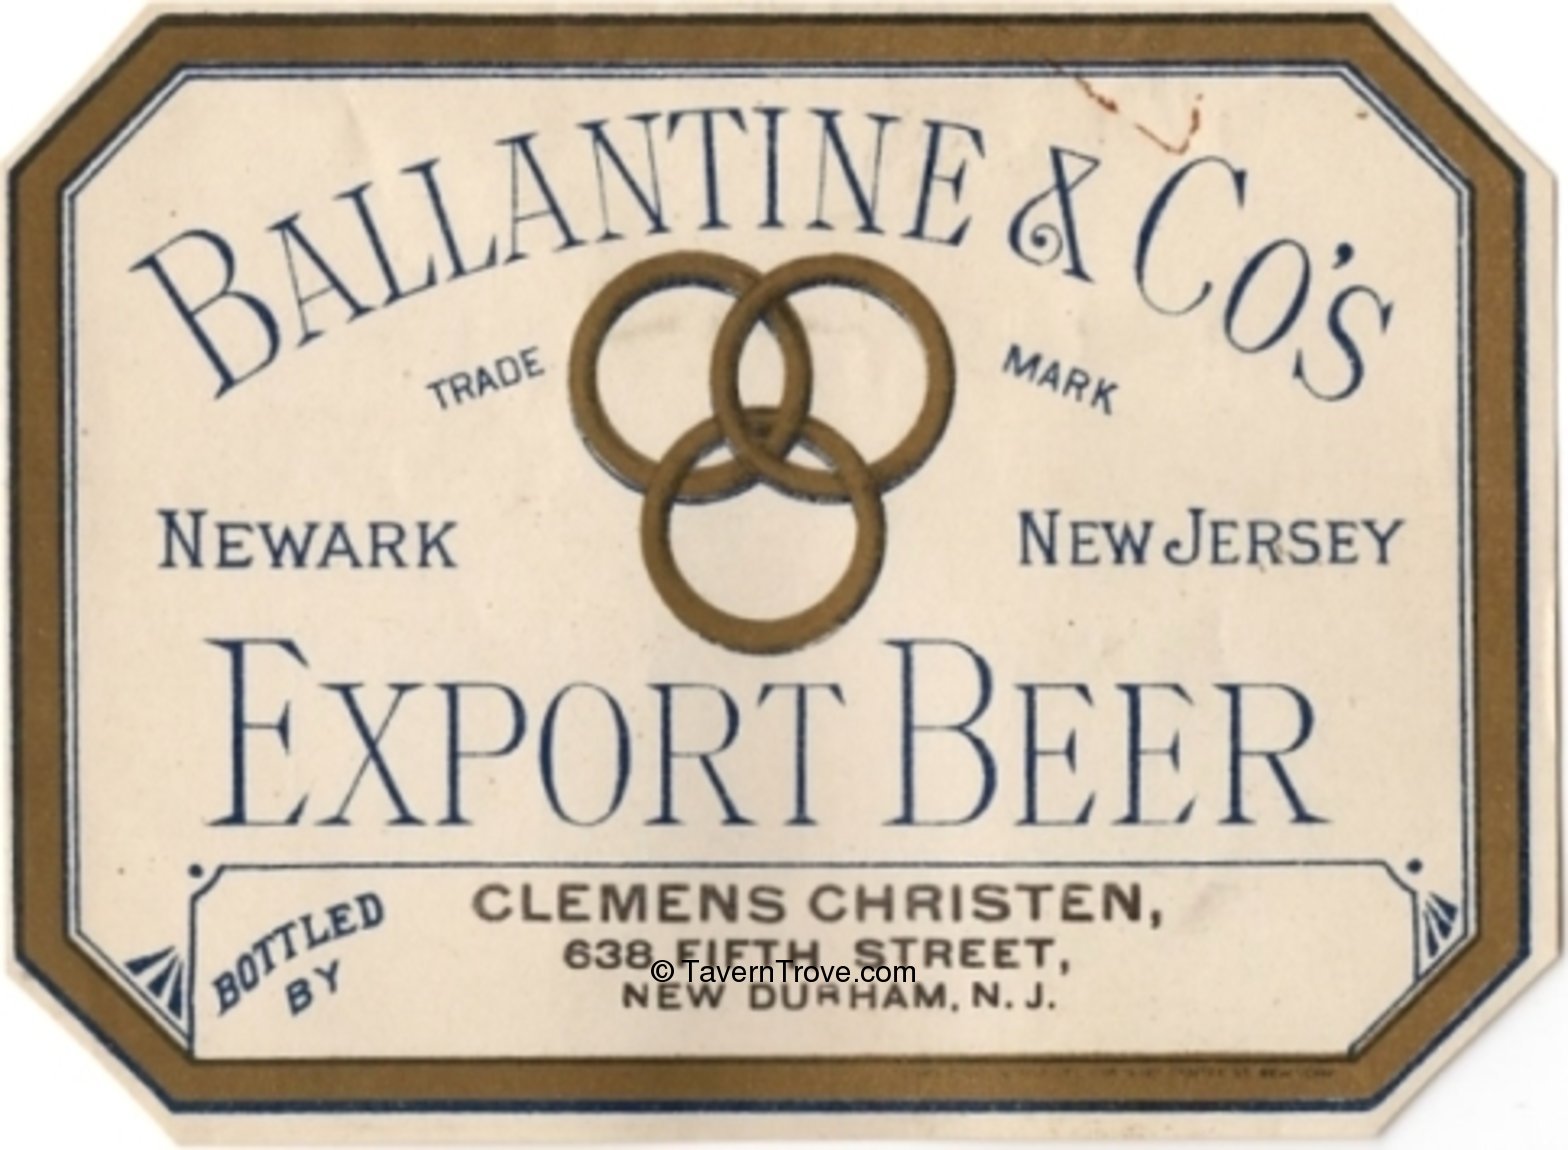 BALLANTINE & CO'S
TRADE MARK
NEWARK NEW JERSEY
EXPORT BEER
BOTTLED
BY
CLEMENS CHRISTEN,
638 FIFTH STREET,
© TavernTrove.com
NEW DURHAM, N. J.